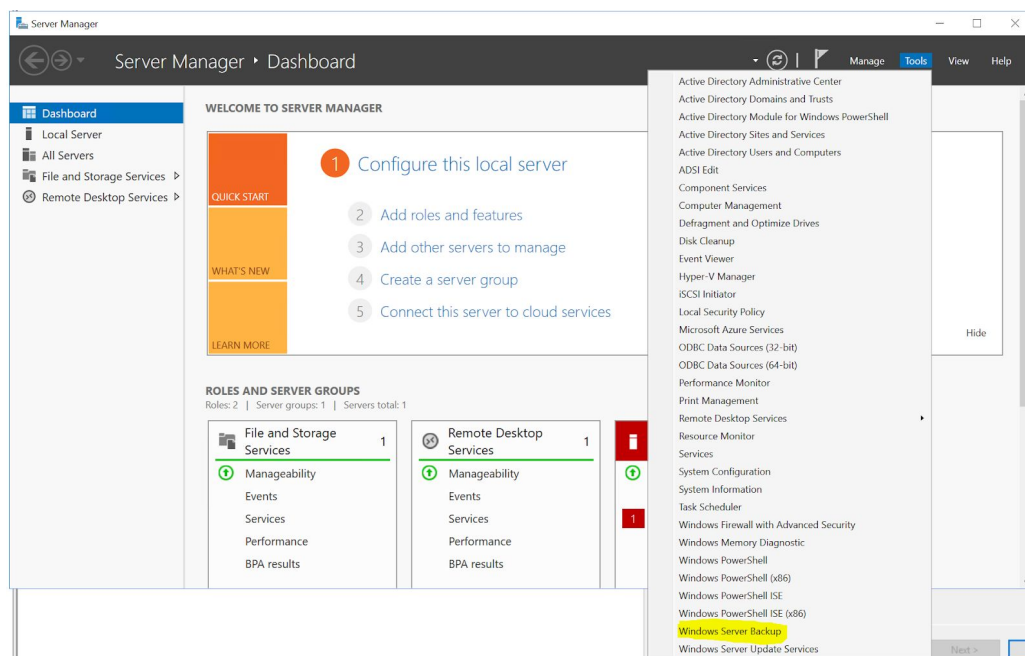 Server Manager
Server Manager ‣ Dashboard
Manage Tools View Help
Dashboard
Local Server
All Servers
File and Storage Services
Remote Desktop Services
WELCOME TO SERVER MANAGER
QUICK START
WHAT'S NEW
LEARN MORE
1 Configure this local server
2 Add roles and features
3 Add other servers to manage
4 Create a server group
5 Connect this server to cloud services
Hide
ROLES AND SERVER GROUPS
Roles: 2 | Server groups: 1 | Servers total: 1
File and Storage
Services
1
Manageability
Events
Services
Performance
BPA results
Remote Desktop
Services
1
Manageability
Events
Services
Performance
BPA results
1
Active Directory Administrative Center
Active Directory Domains and Trusts
Active Directory Module for Windows PowerShell
Active Directory Sites and Services
Active Directory Users and Computers
ADSI Edit
Component Services
Computer Management
Defragment and Optimize Drives
Disk Cleanup
Event Viewer
Hyper-V Manager
iSCSI Initiator
Local Security Policy
Microsoft Azure Services
ODBC Data Sources (32-bit)
ODBC Data Sources (64-bit)
Performance Monitor
Print Management
Remote Desktop Services
Resource Monitor
Services
System Configuration
System Information
Task Scheduler
Windows Firewall with Advanced Security
Windows Memory Diagnostic
Windows PowerShell
Windows PowerShell (x86)
Windows PowerShell ISE
Windows PowerShell ISE (x86)
Windows Server Backup
Windows Server Update Services
Next >